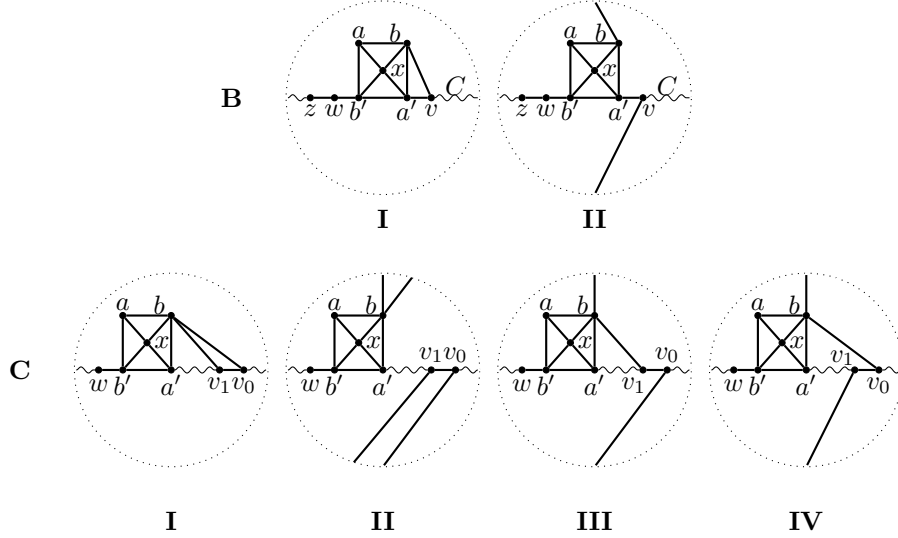 a b
x
C
z w b′ a′ v
I
a b
x
C
z w b′ a′ v
II
B
a b
x
w b′ a′ v₁ v₀
I
a b
x
v₁ v₀
w b′ a′
II
a b
x
v₀
w b′ a′ v₁
III
a b
x
v₁
w b′ a′ v₀
IV
C